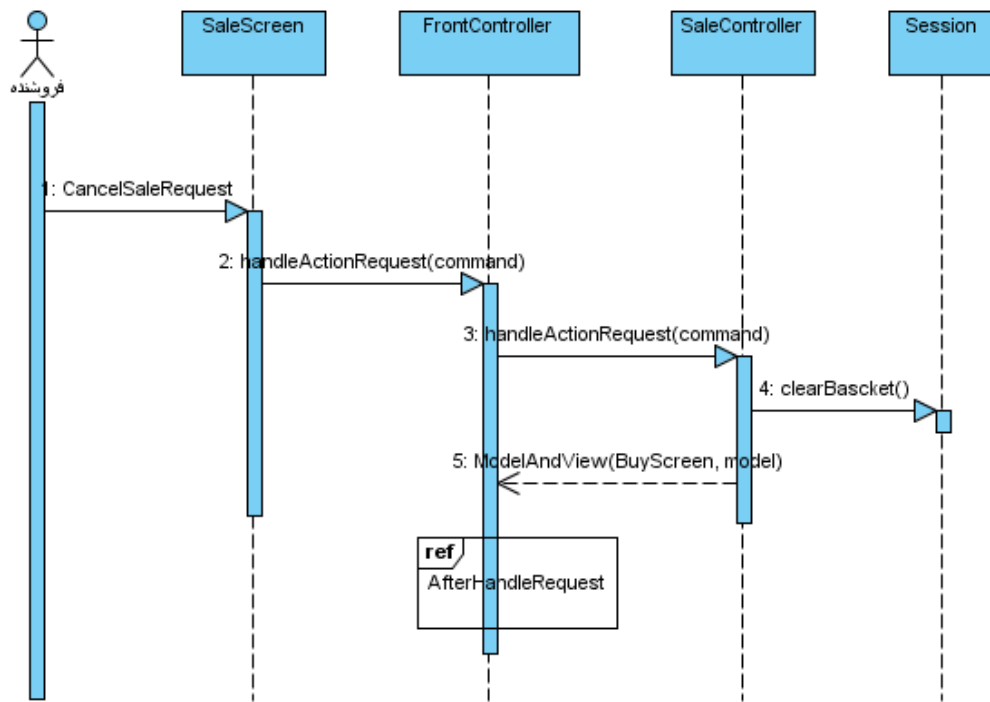 SaleScreen
FrontController
SaleController
Session
فروشنده
1: CancelSaleRequest
2: handleActionRequest(command)
3: handleActionRequest(command)
4: clearBascket()
5: ModelAndView(BuyScreen, model)
ref
AfterHandleRequest